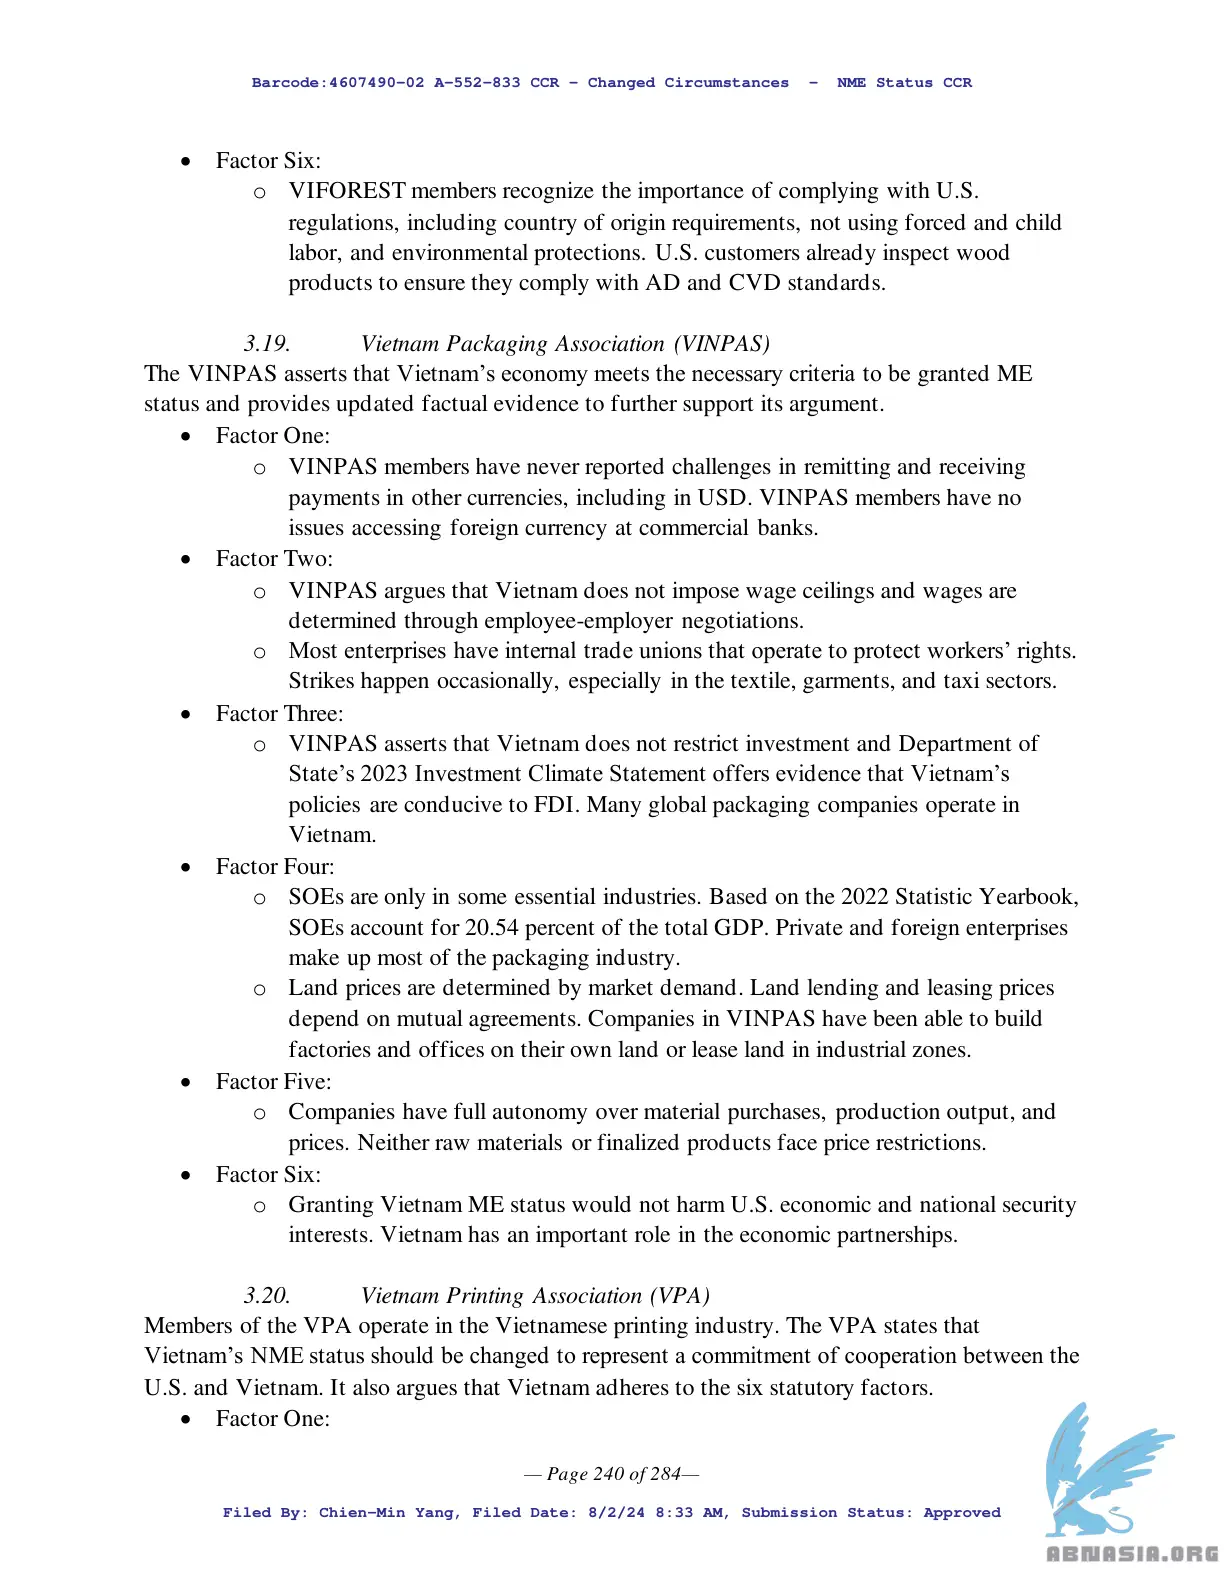 Barcode:4607490-02 A-552-833 CCR - Changed Circumstances  -  NME Status CCR
• Factor Six:
o VIFOREST members recognize the importance of complying with U.S.
regulations, including country of origin requirements, not using forced and child
labor, and environmental protections. U.S. customers already inspect wood
products to ensure they comply with AD and CVD standards.
3.19. Vietnam Packaging Association (VINPAS)
The VINPAS asserts that Vietnam’s economy meets the necessary criteria to be granted ME
status and provides updated factual evidence to further support its argument.
• Factor One:
o VINPAS members have never reported challenges in remitting and receiving
payments in other currencies, including in USD. VINPAS members have no
issues accessing foreign currency at commercial banks.
• Factor Two:
o VINPAS argues that Vietnam does not impose wage ceilings and wages are
determined through employee-employer negotiations.
o Most enterprises have internal trade unions that operate to protect workers’ rights.
Strikes happen occasionally, especially in the textile, garments, and taxi sectors.
• Factor Three:
o VINPAS asserts that Vietnam does not restrict investment and Department of
State’s 2023 Investment Climate Statement offers evidence that Vietnam’s
policies are conducive to FDI. Many global packaging companies operate in
Vietnam.
• Factor Four:
o SOEs are only in some essential industries. Based on the 2022 Statistic Yearbook,
SOEs account for 20.54 percent of the total GDP. Private and foreign enterprises
make up most of the packaging industry.
o Land prices are determined by market demand. Land lending and leasing prices
depend on mutual agreements. Companies in VINPAS have been able to build
factories and offices on their own land or lease land in industrial zones.
• Factor Five:
o Companies have full autonomy over material purchases, production output, and
prices. Neither raw materials or finalized products face price restrictions.
• Factor Six:
o Granting Vietnam ME status would not harm U.S. economic and national security
interests. Vietnam has an important role in the economic partnerships.
3.20. Vietnam Printing Association (VPA)
Members of the VPA operate in the Vietnamese printing industry. The VPA states that
Vietnam’s NME status should be changed to represent a commitment of cooperation between the
U.S. and Vietnam. It also argues that Vietnam adheres to the six statutory factors.
• Factor One:
— Page 240 of 284—
Filed By: Chien-Min Yang, Filed Date: 8/2/24 8:33 AM, Submission Status: Approved
ABNASIA.ORG